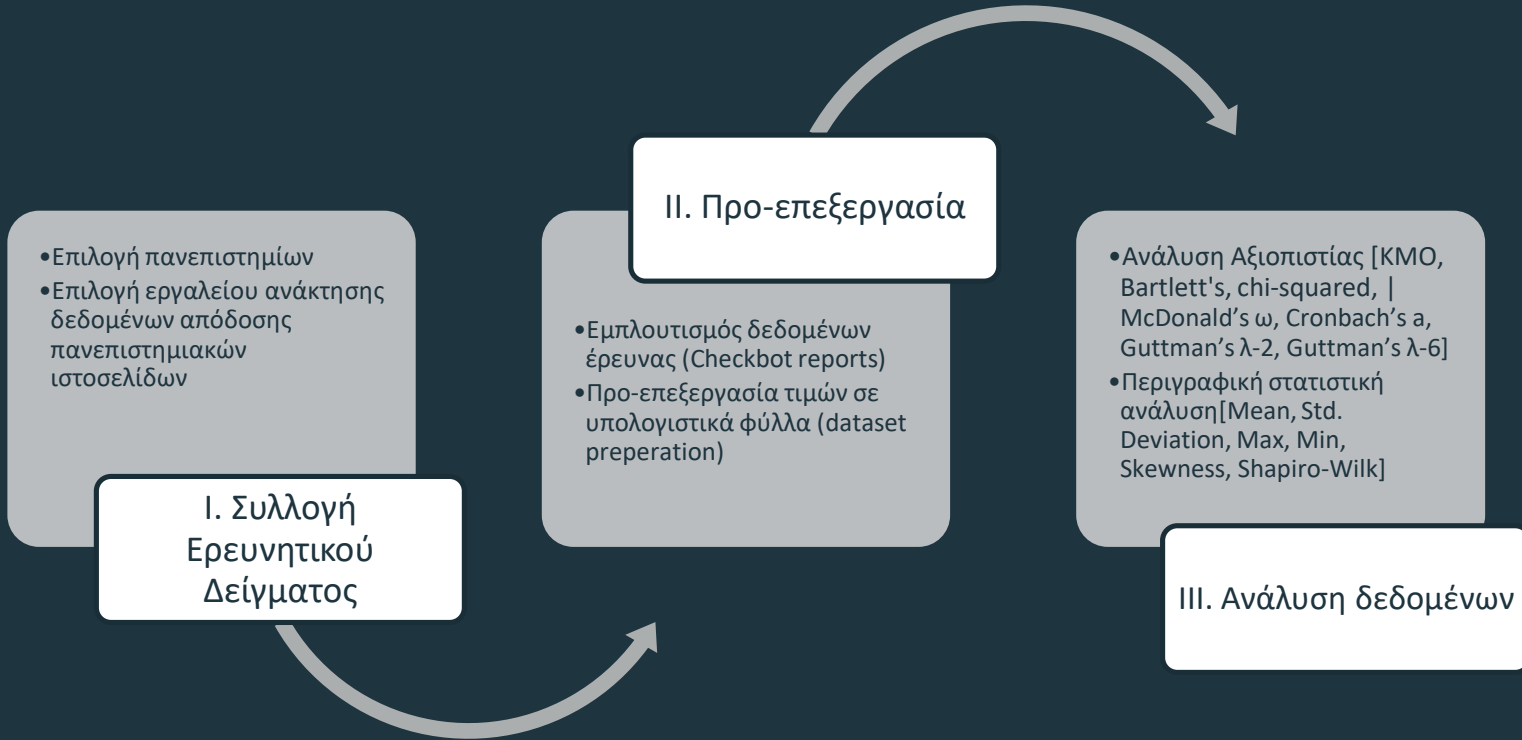 •Επιλογή πανεπιστημίων
•Επιλογή εργαλείου ανάκτησης
δεδομένων απόδοσης
πανεπιστημιακών
ιστοσελίδων
I. Συλλογή
Ερευνητικού
Δείγματος
II. Προ-επεξεργασία
•Εμπλουτισμός δεδομένων
έρευνας (Checkbot reports)
•Προ-επεξεργασία τιμών σε
υπολογιστικά φύλλα (dataset
preperation)
•Ανάλυση Αξιοπιστίας [KMO,
Bartlett's, chi-squared, |
McDonald’s ω, Cronbach’s a,
Guttman’s λ-2, Guttman’s λ-6]
•Περιγραφική στατιστική
ανάλυση[Mean, Std.
Deviation, Max, Min,
Skewness, Shapiro-Wilk]
III. Ανάλυση δεδομένων